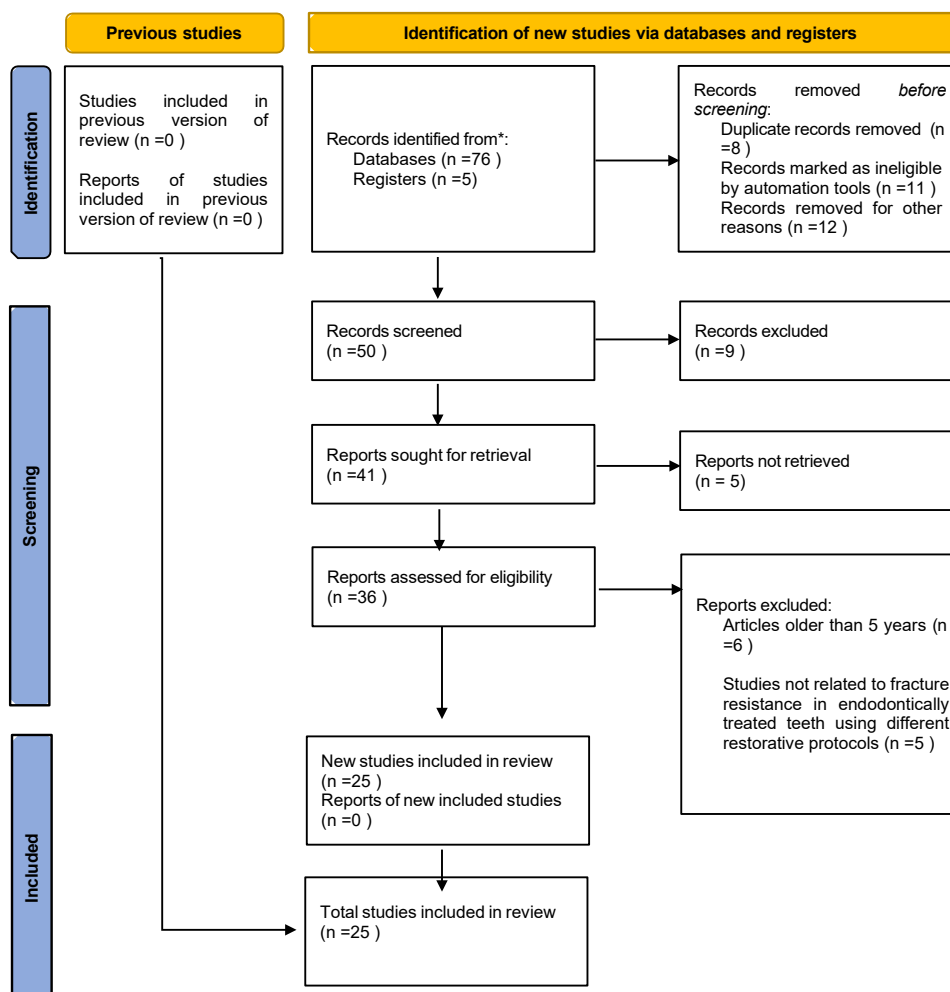 Previous studies
Identification of new studies via databases and registers
Identification
Studies included in
previous version of
review (n =0 )
Reports of studies
included in previous
version of review (n =0 )
Records identified from*:
Databases (n =76 )
Registers (n =5)
Records removed before
screening:
Duplicate records removed (n
=8 )
Records marked as ineligible
by automation tools (n =11 )
Records removed for other
reasons (n =12 )
Screening
Records screened
(n =50 )
Records excluded
(n =9 )
Reports sought for retrieval
(n =41 )
Reports not retrieved
(n = 5)
Reports assessed for eligibility
(n =36 )
Reports excluded:
Articles older than 5 years (n
=6 )
Studies not related to fracture
resistance in endodontically
treated teeth using different
restorative protocols (n =5 )
Included
New studies included in review
(n =25 )
Reports of new included studies
(n =0 )
Total studies included in review
(n =25 )